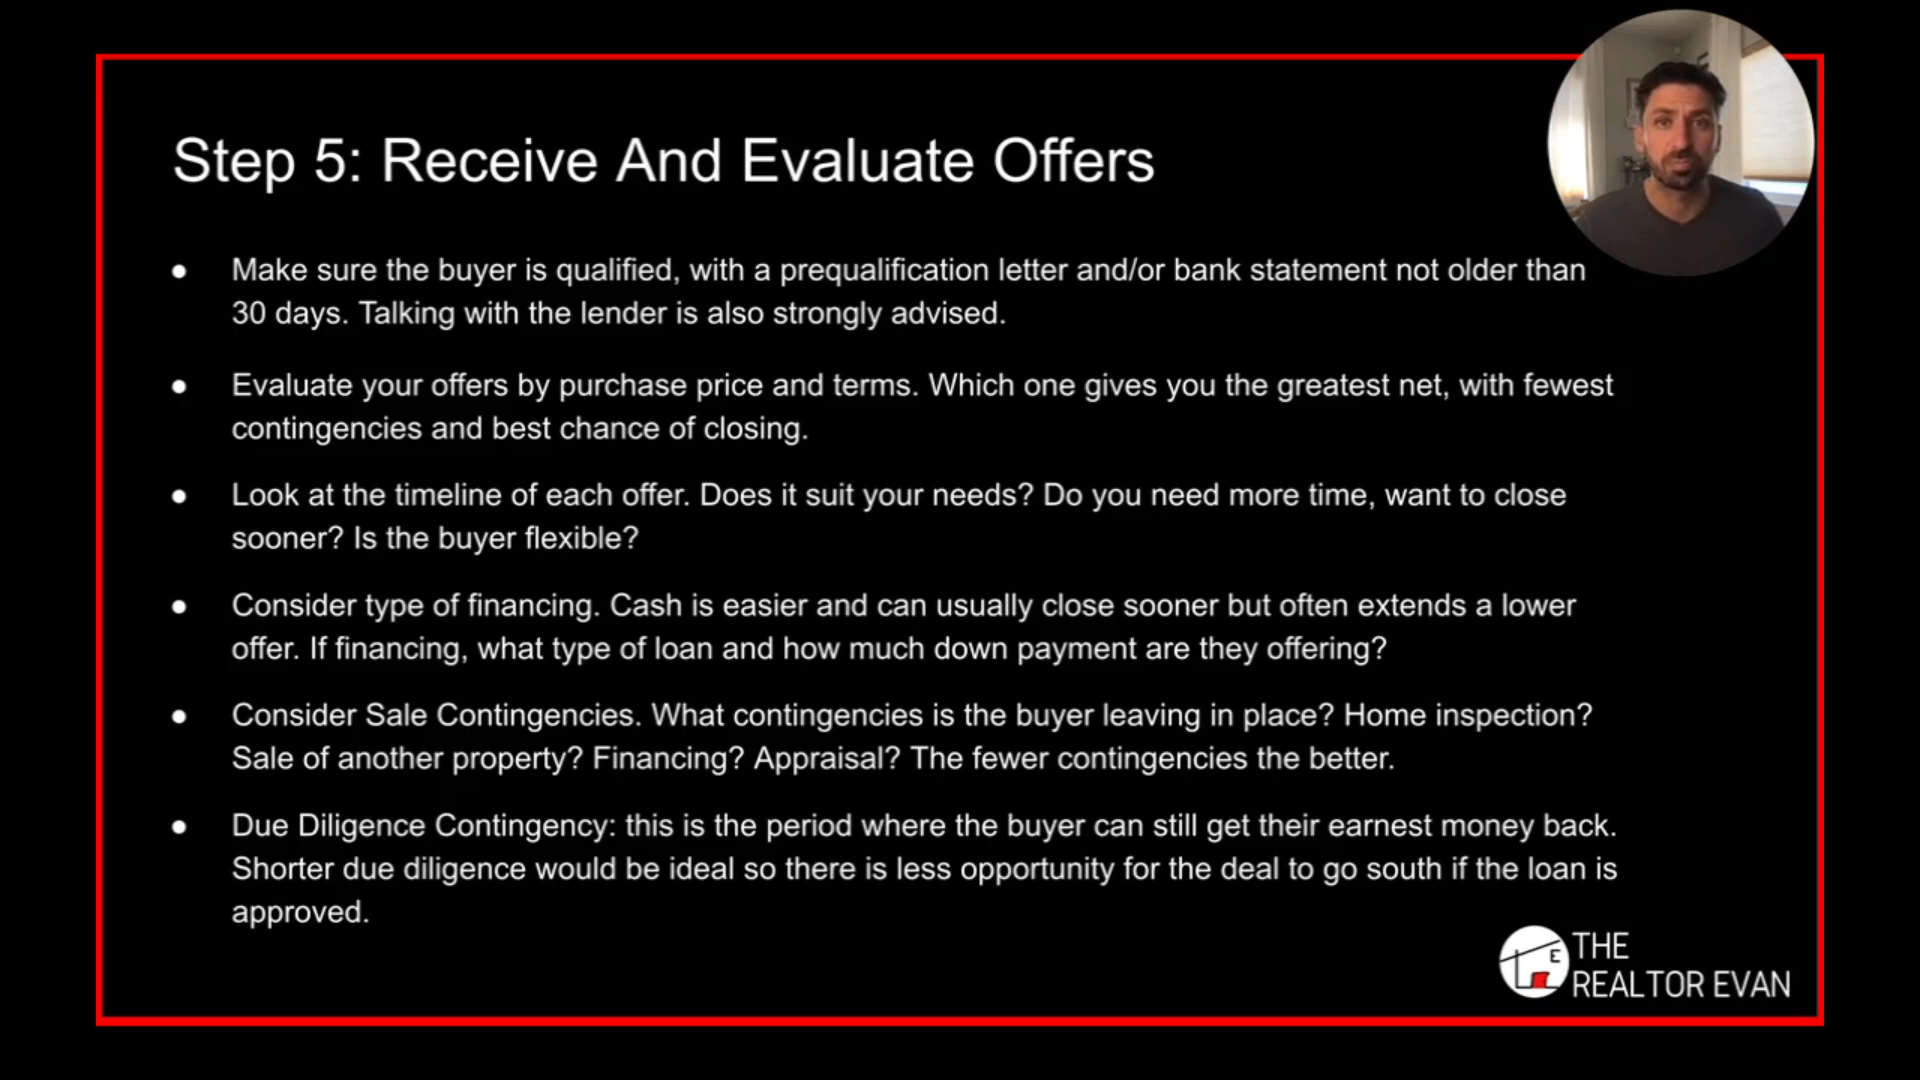 Step 5: Receive And Evaluate Offers
● Make sure the buyer is qualified, with a prequalification letter and/or bank statement not older than
30 days. Talking with the lender is also strongly advised.
● Evaluate your offers by purchase price and terms. Which one gives you the greatest net, with fewest
contingencies and best chance of closing.
● Look at the timeline of each offer. Does it suit your needs? Do you need more time, want to close
sooner? Is the buyer flexible?
● Consider type of financing. Cash is easier and can usually close sooner but often extends a lower
offer. If financing, what type of loan and how much down payment are they offering?
● Consider Sale Contingencies. What contingencies is the buyer leaving in place? Home inspection?
Sale of another property? Financing? Appraisal? The fewer contingencies the better.
● Due Diligence Contingency: this is the period where the buyer can still get their earnest money back.
Shorter due diligence would be ideal so there is less opportunity for the deal to go south if the loan is
approved.
E
THE
REALTOR EVAN